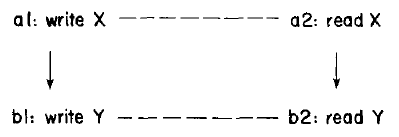 a1: write X a2: read X
b1: write Y b2: read Y